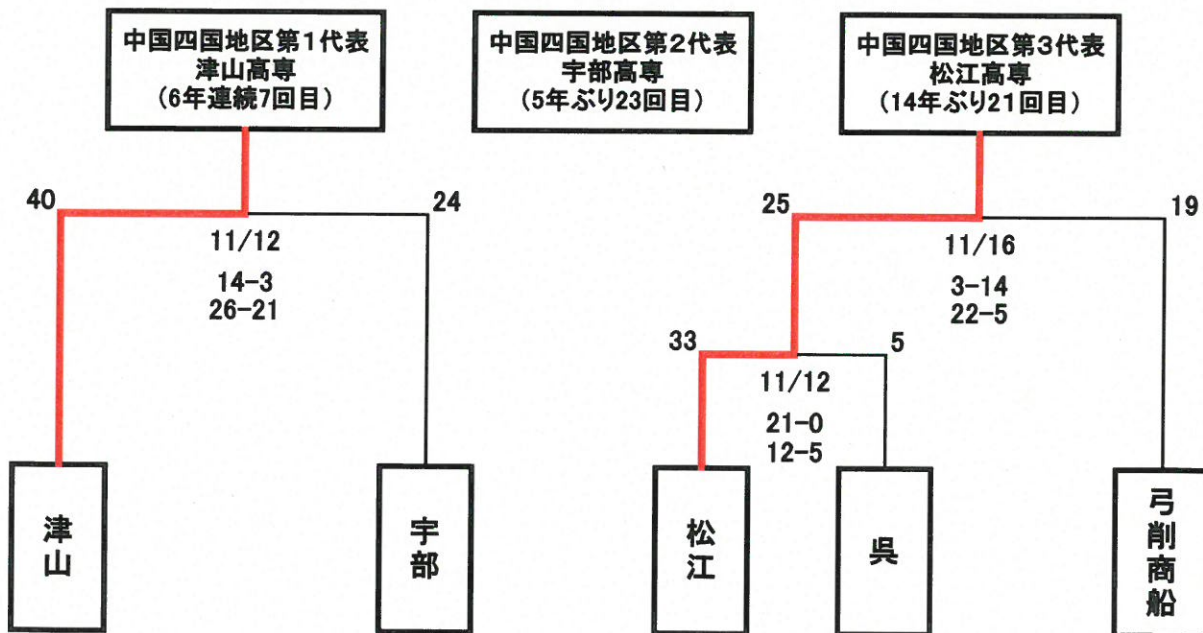 中国四国地区第1代表
津山高専
（6年連続7回目）
中国四国地区第2代表
宇部高専
（5年ぶり23回目）
中国四国地区第3代表
松江高専
（14年ぶり21回目）
40
24
11/12
14-3
26-21
25
19
11/16
3-14
22-5
33
5
11/12
21-0
12-5
津山
宇部
松江
呉
弓削商船